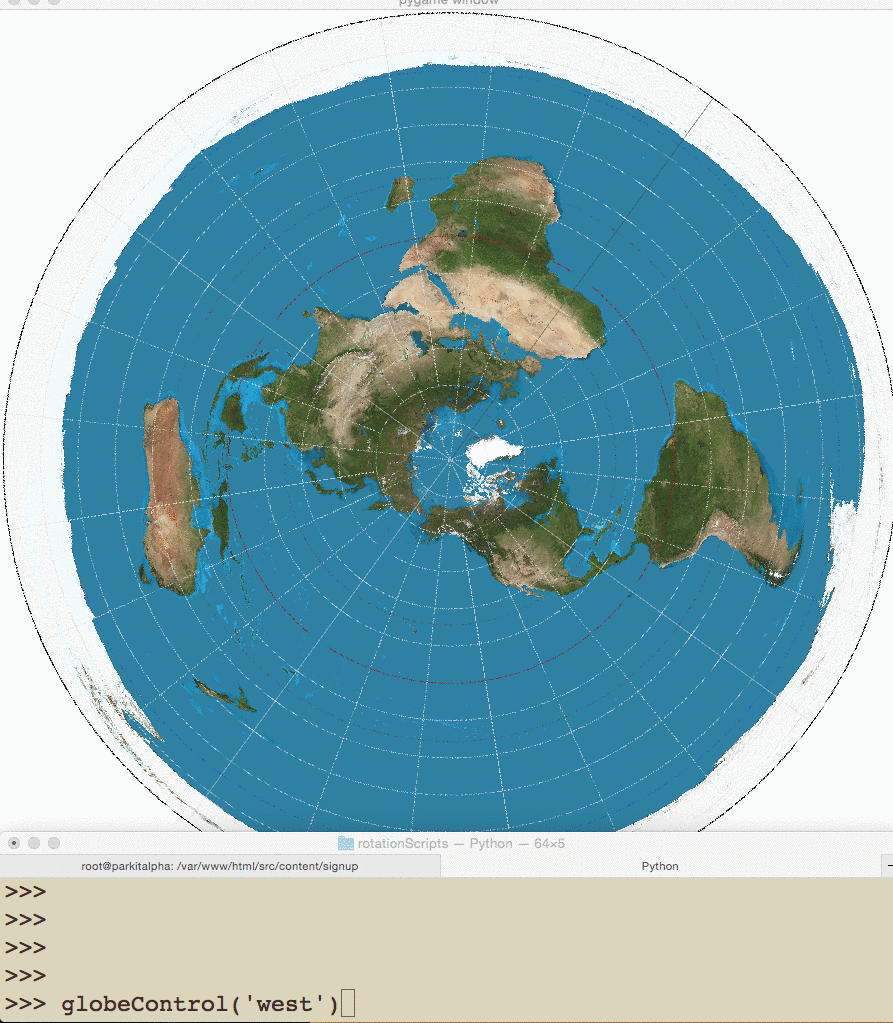 pygame window
rotationScripts — Python — 64×5
root@parkitalpha: /var/www/html/src/content/signup
Python
>>>
>>>
>>>
>>>
>>> globeControl('west')